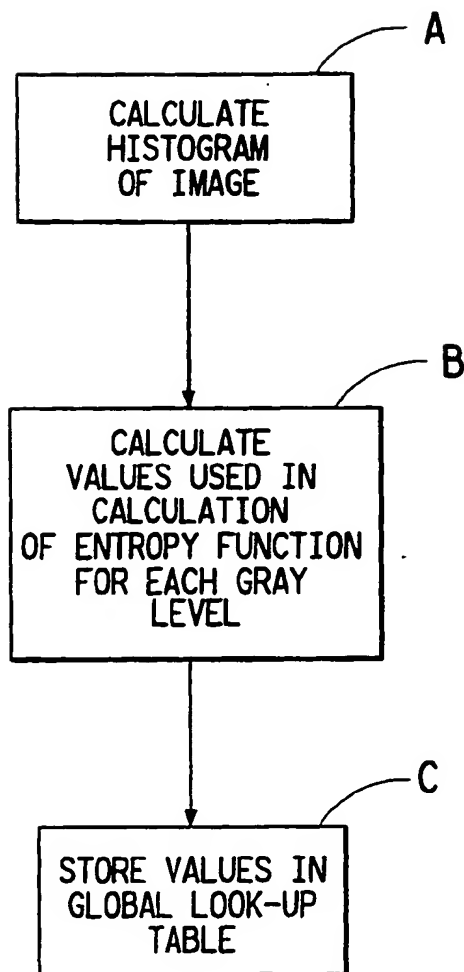 A
CALCULATE
HISTOGRAM
OF IMAGE
B
CALCULATE
VALUES USED IN
CALCULATION
OF ENTROPY FUNCTION
FOR EACH GRAY
LEVEL
C
STORE VALUES IN
GLOBAL LOOK-UP
TABLE